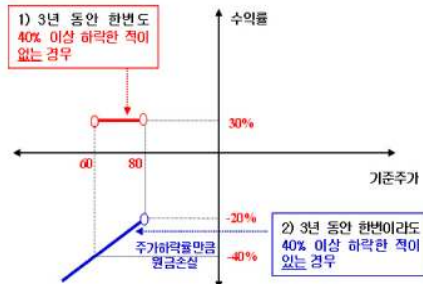 1) 3년 동안 한번도
40% 이상 하락한 적이
없는 경우
수익률
30%
60
80
기준주가
-20%
-40%
주가하락률만큼
원금손실
2) 3년 동안 한번이라도
40% 이상 하락한 적이
있는 경우